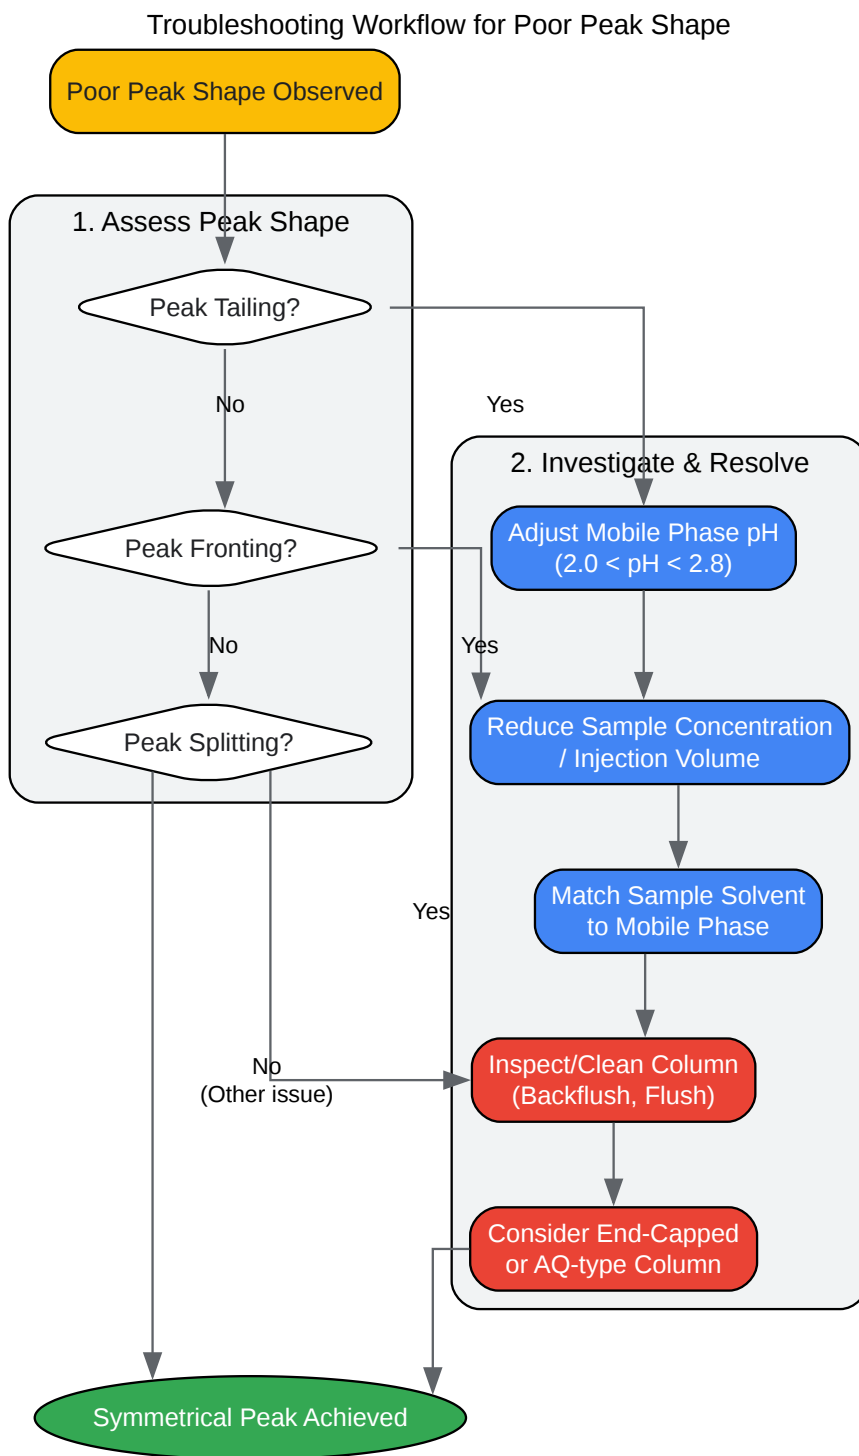 Troubleshooting Workflow for Poor Peak Shape
Poor Peak Shape Observed
1. Assess Peak Shape
Peak Tailing?
No
Yes
2. Investigate & Resolve
Adjust Mobile Phase pH
(2.0 < pH < 2.8)
Peak Fronting?
No
Yes
Reduce Sample Concentration
/ Injection Volume
Peak Splitting?
Match Sample Solvent
to Mobile Phase
Yes
No
(Other issue)
Inspect/Clean Column
(Backflush, Flush)
Consider End-Capped
or AQ-type Column
Symmetrical Peak Achieved